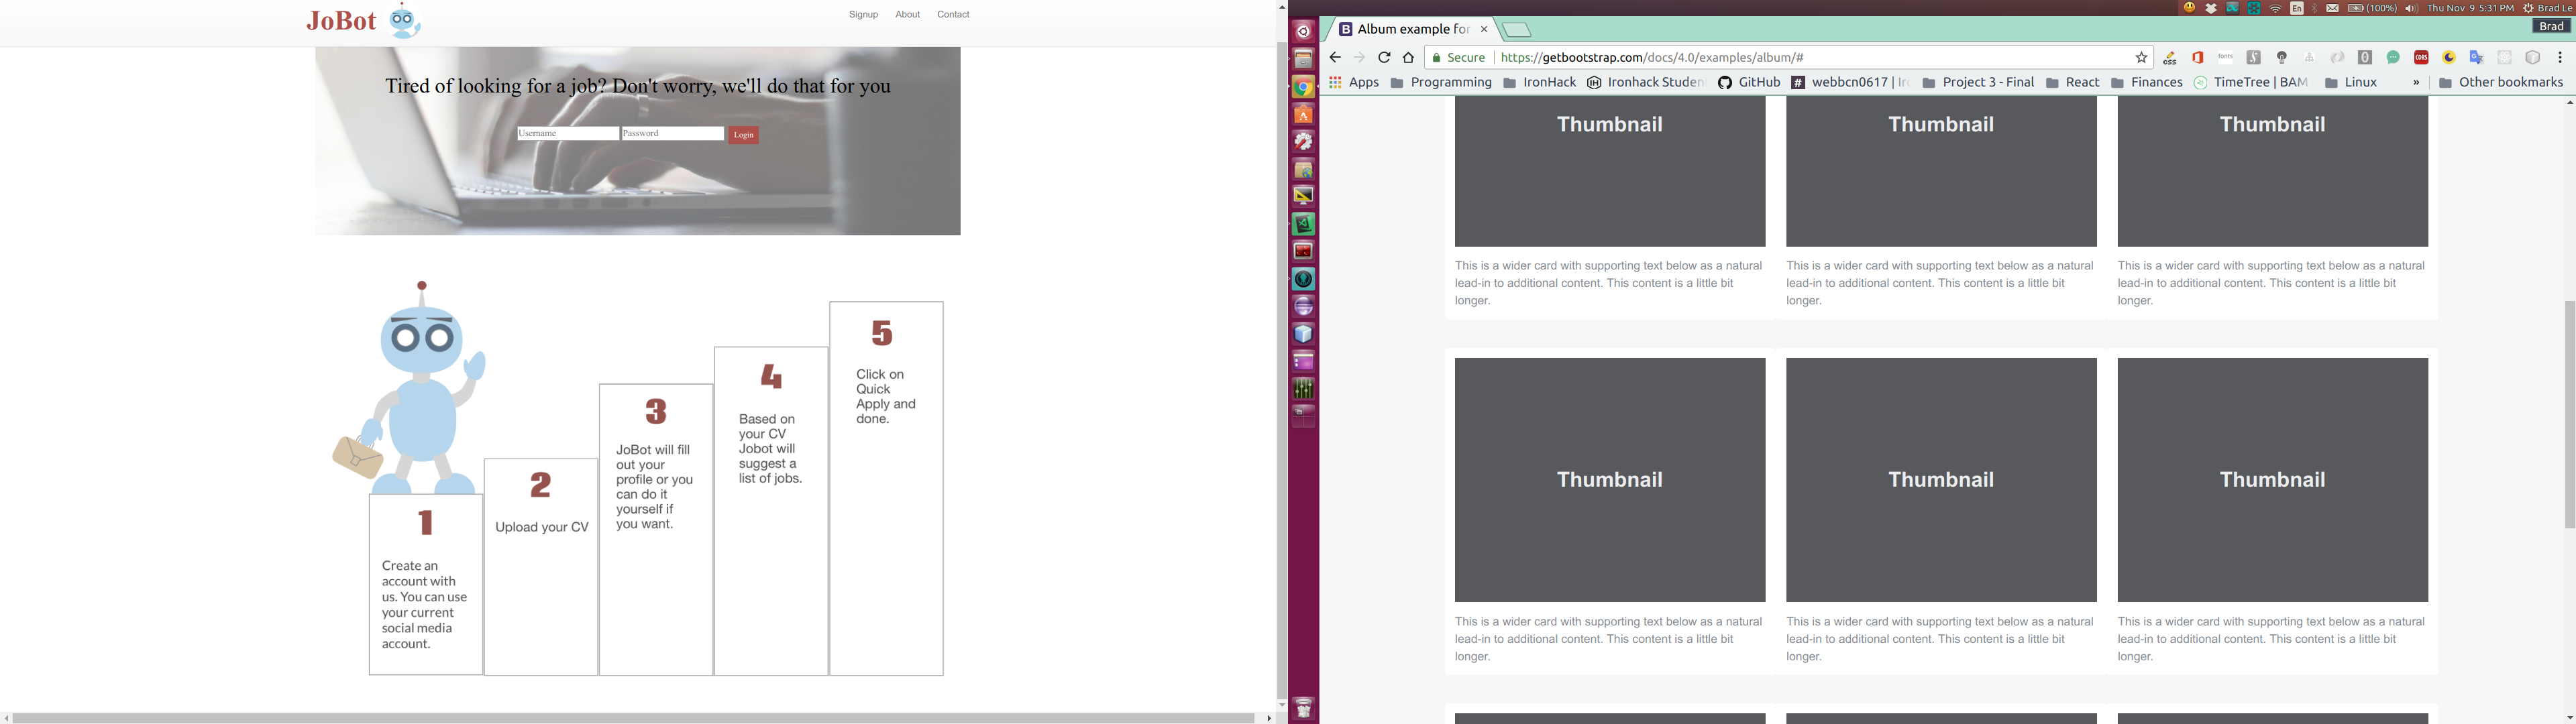 JoBot
Signup About Contact
Tired of looking for a job? Don't worry, we'll do that for you
Username Password Login
1
Create an
account with
us. You can use
your current
social media
account.
2
Upload your CV
3
JoBot will fill
out your
profile or you
can do it
yourself if
you want.
4
Based on
your CV
Jobot will
suggest a
list of jobs.
5
Click on
Quick
Apply and
done.
En (100%) Thu Nov 9 5:31 PM Brad Le
Album example for Brad
Secure https://getbootstrap.com/docs/4.0/examples/album/#
Apps Programming IronHack Ironhack Studen GitHub webbcn0617 | Iro Project 3 - Final React Finances TimeTree | BAM Linux » Other bookmarks
Thumbnail Thumbnail Thumbnail
This is a wider card with supporting text below as a natural
lead-in to additional content. This content is a little bit
longer.
This is a wider card with supporting text below as a natural
lead-in to additional content. This content is a little bit
longer.
This is a wider card with supporting text below as a natural
lead-in to additional content. This content is a little bit
longer.
Thumbnail Thumbnail Thumbnail
This is a wider card with supporting text below as a natural
lead-in to additional content. This content is a little bit
longer.
This is a wider card with supporting text below as a natural
lead-in to additional content. This content is a little bit
longer.
This is a wider card with supporting text below as a natural
lead-in to additional content. This content is a little bit
longer.